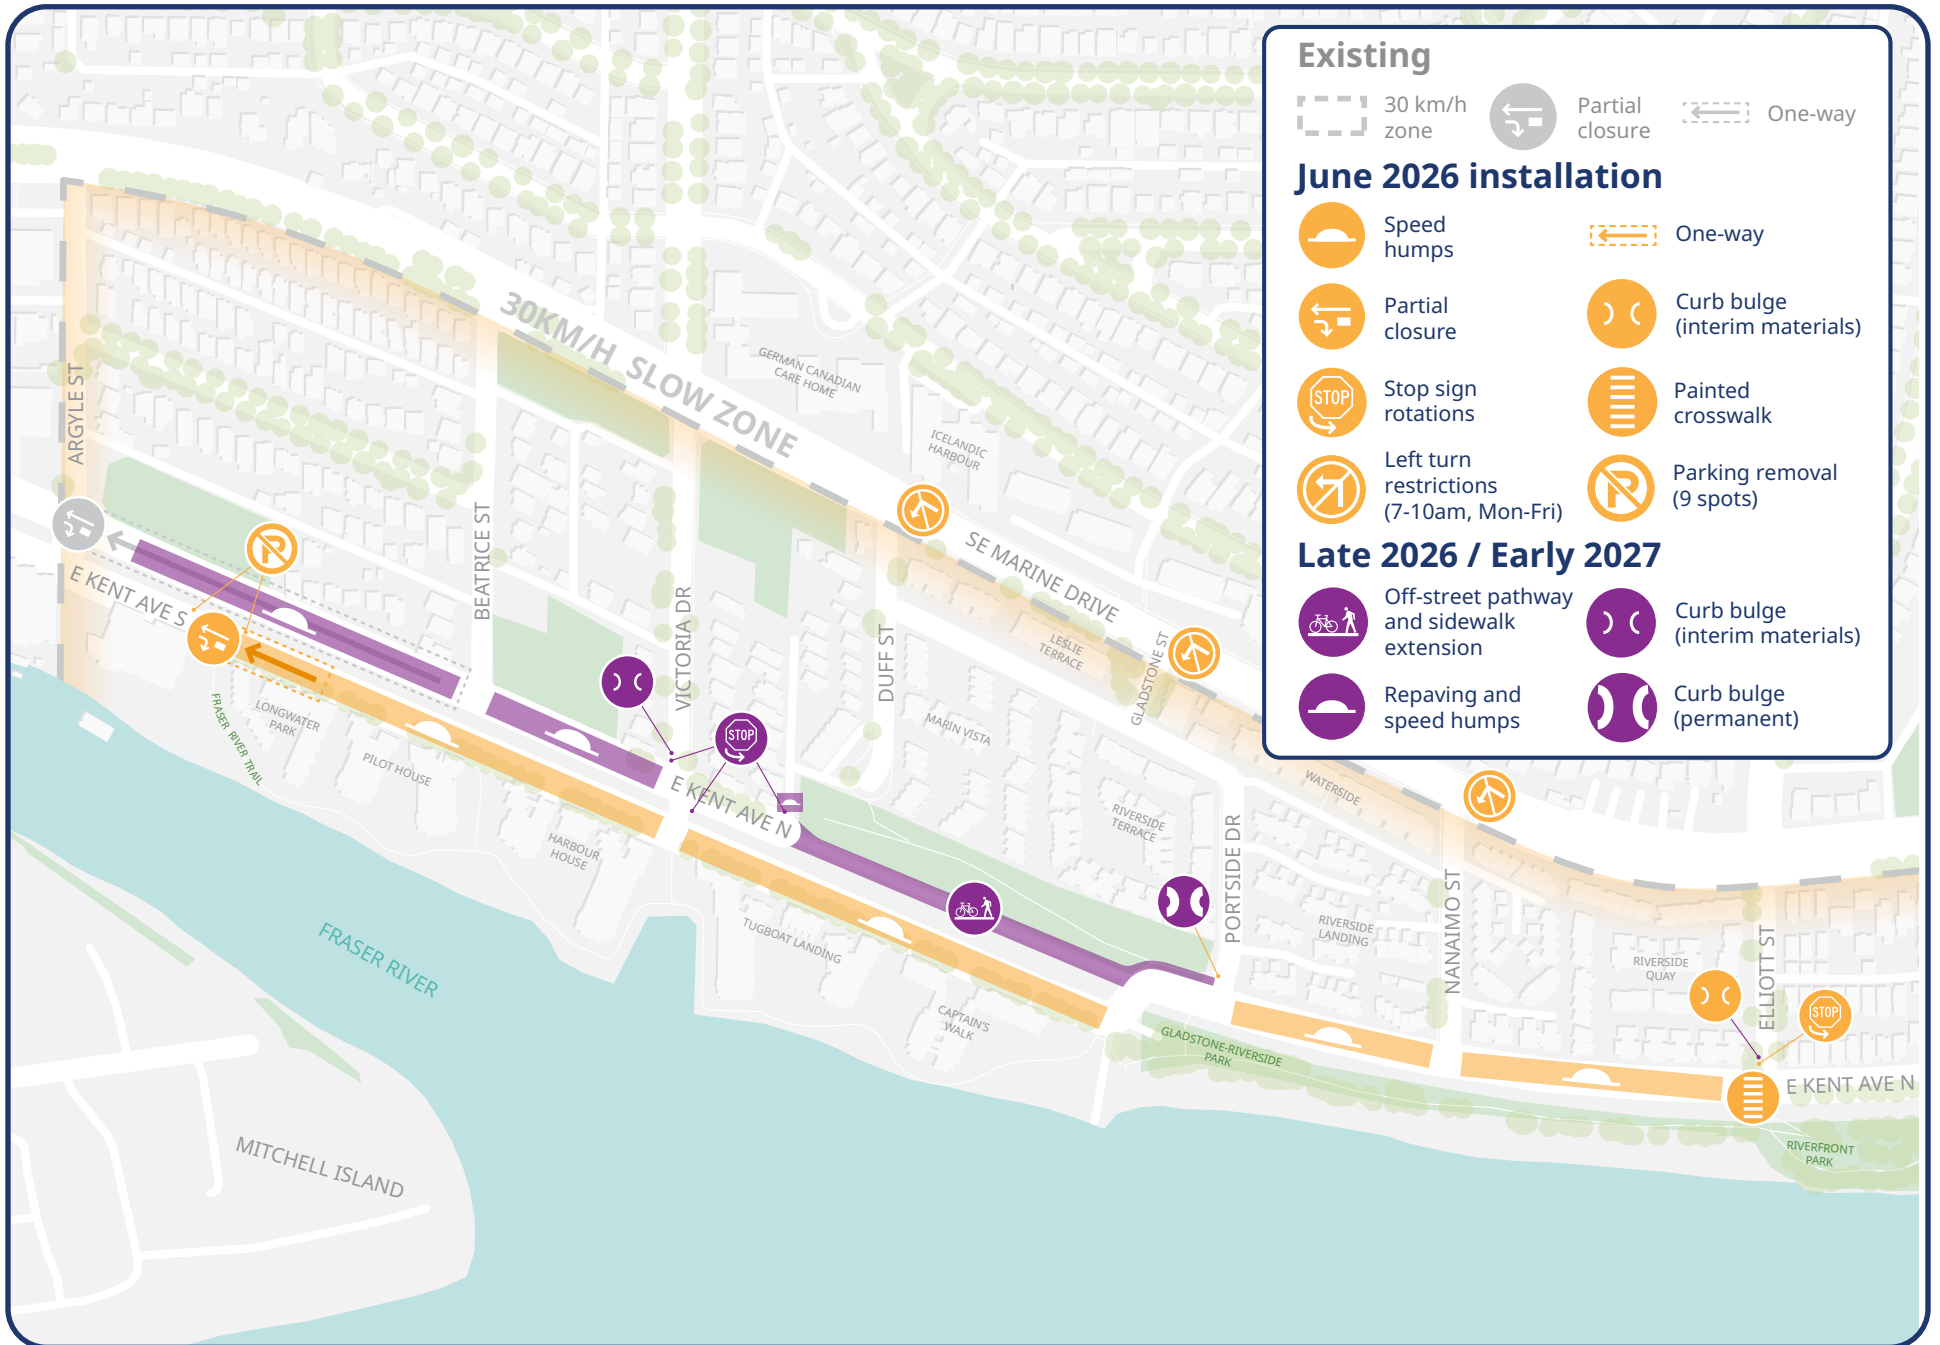 Existing
30 km/h
zone
Partial
closure
One-way
June 2026 installation
Speed
humps
One-way
Partial
closure
Curb bulge
(interim materials)
STOP
Stop sign
rotations
Painted
crosswalk
Left turn
restrictions
(7-10am, Mon-Fri)
P
Parking removal
(9 spots)
Late 2026 / Early 2027
Off-street pathway
and sidewalk
extension
Curb bulge
(interim materials)
Repaving and
speed humps
Curb bulge
(permanent)
30KM/H SLOW ZONE
GERMAN CANADIAN
CARE HOME
ICELANDIC
HARBOUR
ARGYLE ST
BEATRICE ST
VICTORIA DR
DUFF ST
SE MARINE DRIVE
LESLIE
TERRACE
GLADSTONE ST
P
E KENT AVE S
FRASER RIVER TRAIL
LONGWATER
PARK
PILOT HOUSE
MARIN VISTA
STOP
E KENT AVE N
HARBOUR
HOUSE
RIVERSIDE
TERRACE
WATERSIDE
PORTSIDE DR
NANAIMO ST
ELLIOTT ST
TUGBOAT LANDING
RIVERSIDE
LANDING
RIVERSIDE
QUAY
FRASER RIVER
CAPTAIN'S
WALK
STOP
GLADSTONE-RIVERSIDE
PARK
E KENT AVE N
MITCHELL ISLAND
RIVERFRONT
PARK